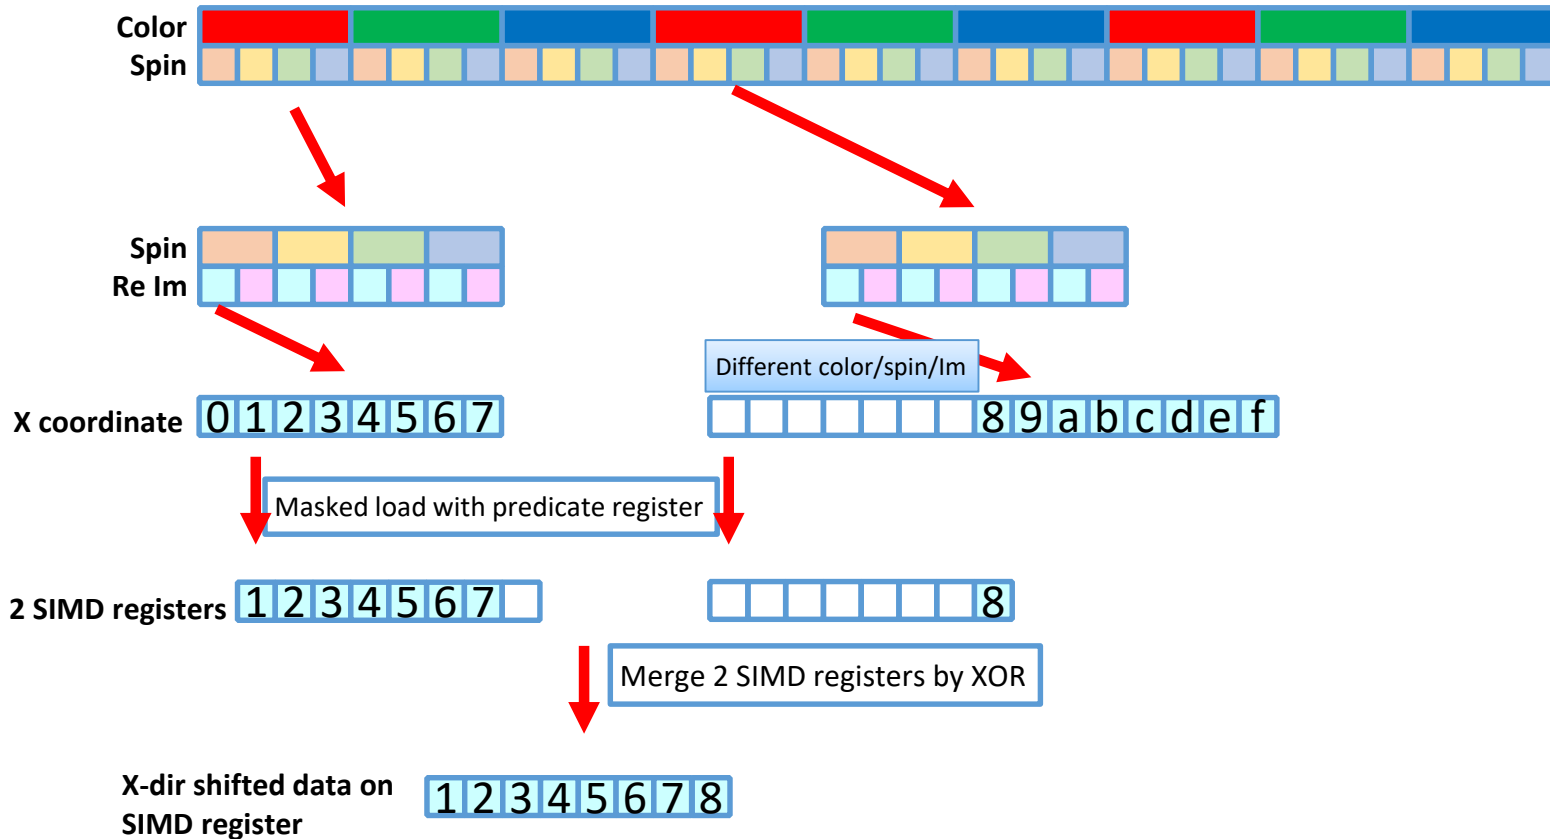 Color
Spin
Spin
Re Im
Different color/spin/Im
X coordinate
0 1 2 3 4 5 6 7
8 9 a b c d e f
Masked load with predicate register
2 SIMD registers
1 2 3 4 5 6 7
8
Merge 2 SIMD registers by XOR
X-dir shifted data on
SIMD register
1 2 3 4 5 6 7 8